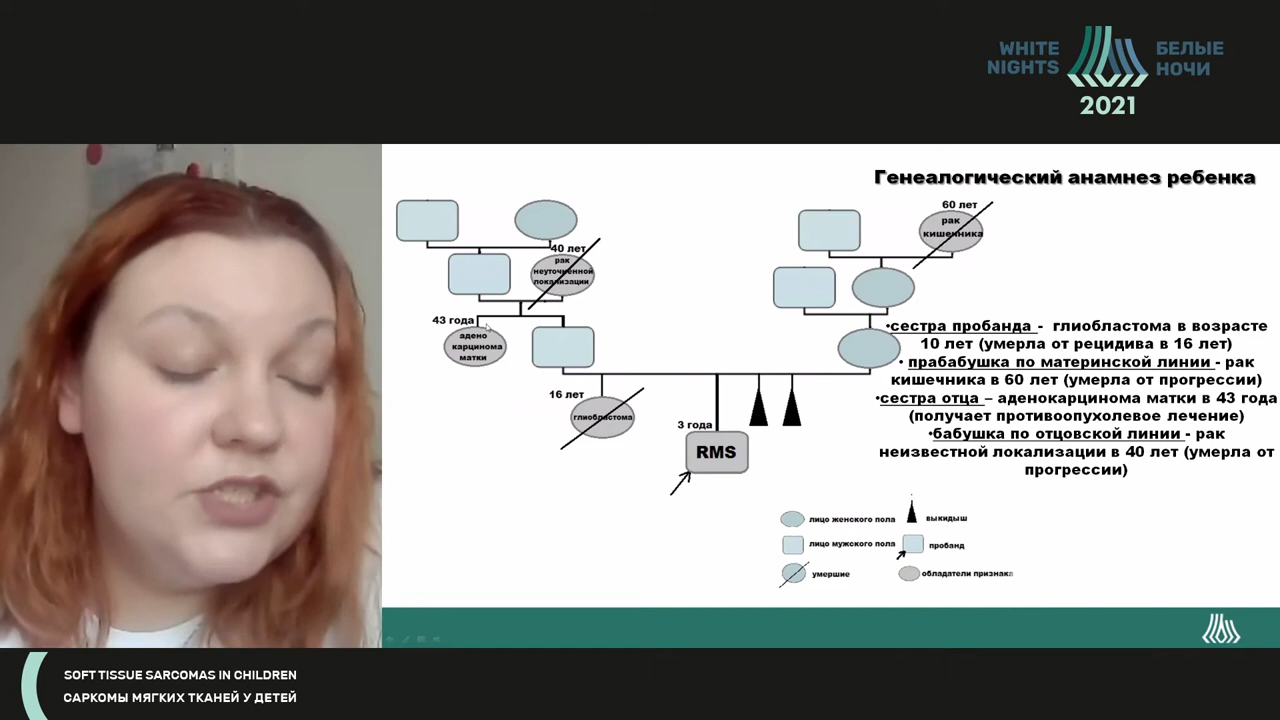 WHITE NIGHTS
БЕЛЫЕ НОЧИ
2021
Генеалогический анамнез ребенка
60 лет
рак
кишечника
40 лет
рак
неуточненной
локализации
43 года
адено
карцинома
матки
16 лет
глиобластома
3 года
RMS
•сестра пробанда - глиобластома в возрасте
10 лет (умерла от рецидива в 16 лет)
• прабабушка по материнской линии - рак
кишечника в 60 лет (умерла от прогрессии)
•сестра отца – аденокарцинома матки в 43 года
(получает противоопухолевое лечение)
•бабушка по отцовской линии - рак
неизвестной локализации в 40 лет (умерла от
прогрессии)
лицо женского пола
выкидыш
лицо мужского пола
пробанд
умершие
обладатели признака
SOFT TISSUE SARCOMAS IN CHILDREN
САРКОМЫ МЯГКИХ ТКАНЕЙ У ДЕТЕЙ